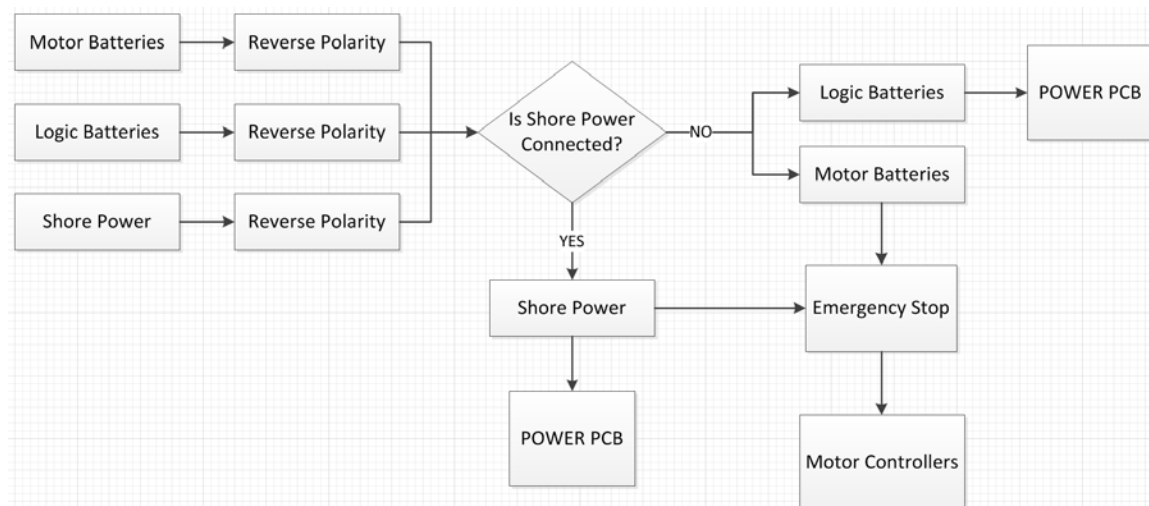 Motor Batteries
Reverse Polarity
Logic Batteries
Reverse Polarity
Shore Power
Reverse Polarity
Is Shore Power
Connected?
NO
Logic Batteries
POWER PCB
Motor Batteries
YES
Shore Power
Emergency Stop
POWER PCB
Motor Controllers